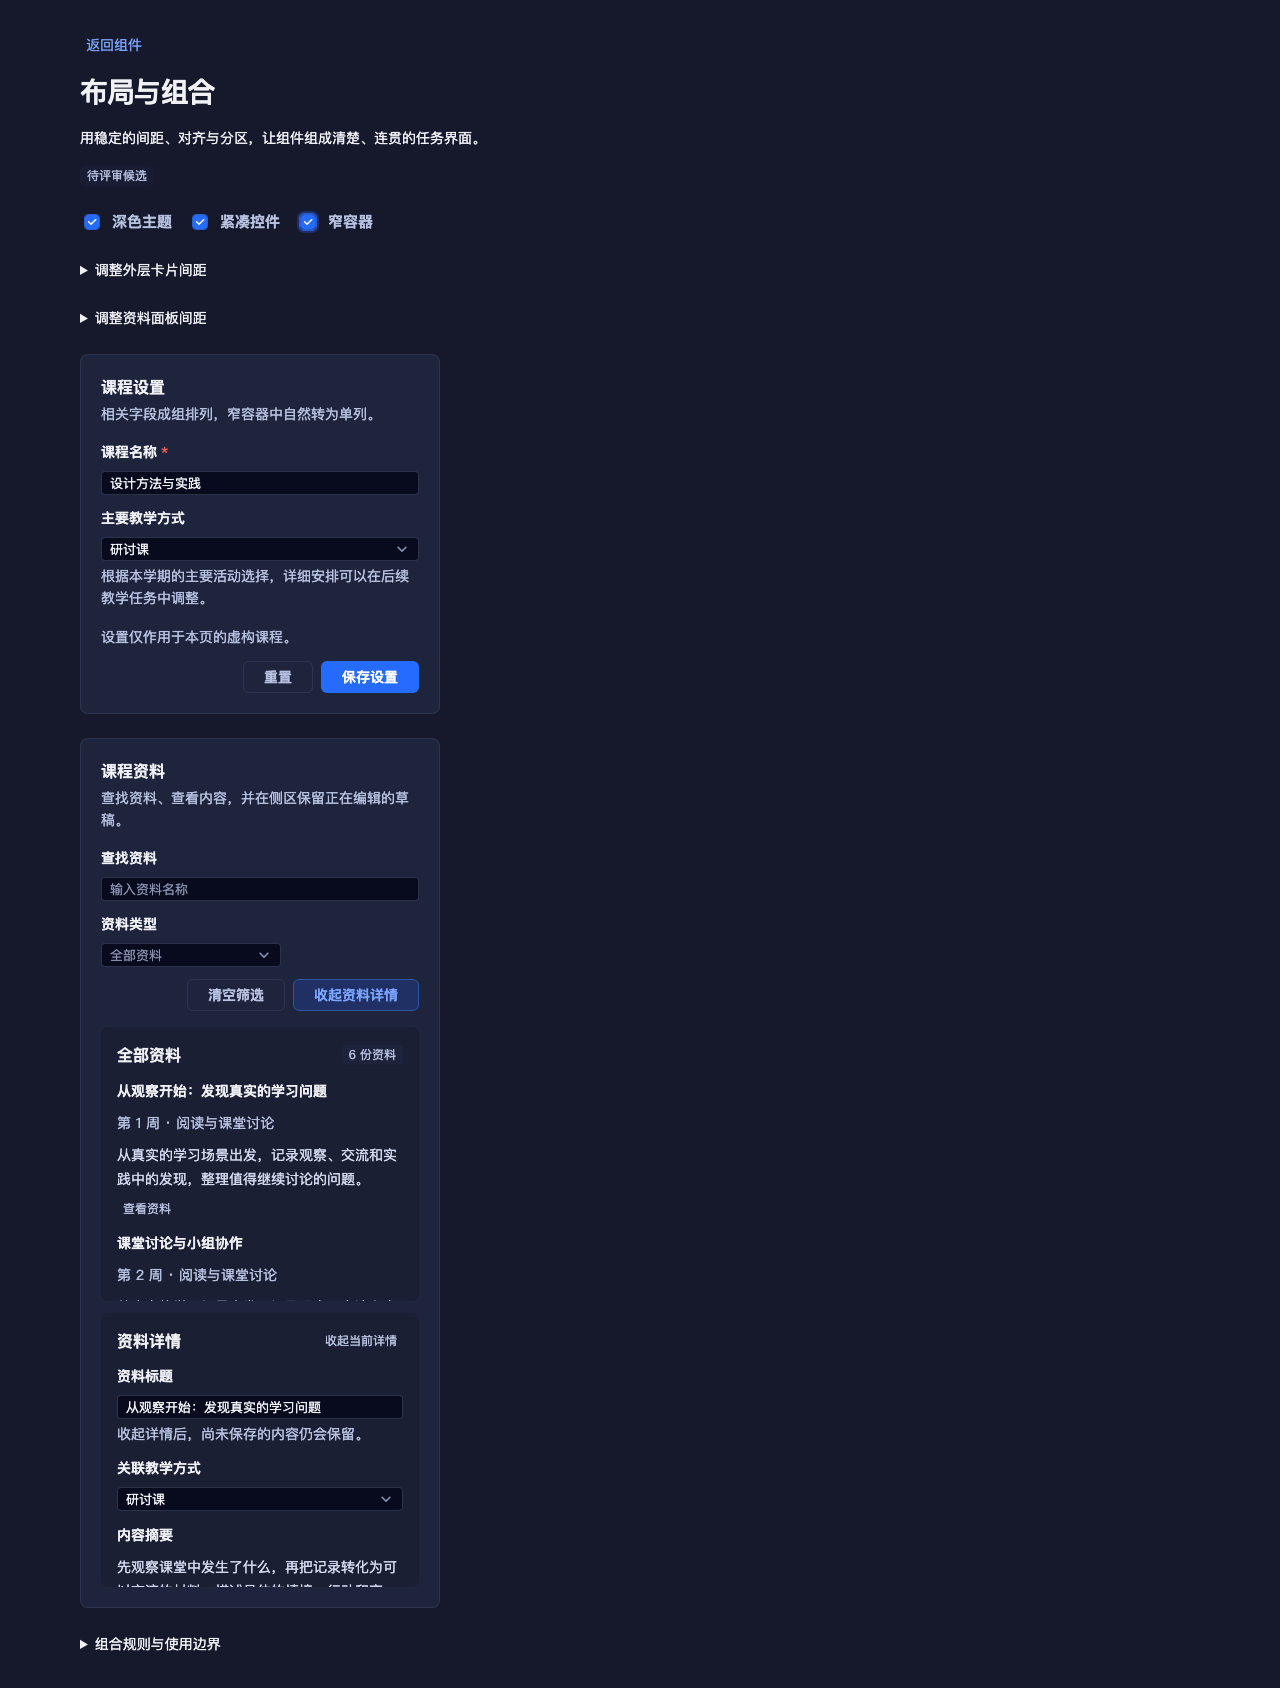 返回组件
布局与组合
用稳定的间距、对齐与分区，让组件组成清楚、连贯的任务界面。
待评审候选
深色主题 紧凑控件 窄容器
调整外层卡片间距
调整资料面板间距
课程设置
相关字段成组排列，窄容器中自然转为单列。
课程名称 *
设计方法与实践
主要教学方式
研讨课
根据本学期的主要活动选择，详细安排可以在后续
教学任务中调整。
设置仅作用于本页的虚构课程。
重置 保存设置
课程资料
查找资料、查看内容，并在侧区保留正在编辑的草
稿。
查找资料
输入资料名称
资料类型
全部资料
清空筛选 收起资料详情
全部资料 6 份资料
从观察开始：发现真实的学习问题
第 1 周 · 阅读与课堂讨论
从真实的学习场景出发，记录观察、交流和实
践中的发现，整理值得继续讨论的问题。
查看资料
课堂讨论与小组协作
第 2 周 · 阅读与课堂讨论
资料详情 收起当前详情
资料标题
从观察开始：发现真实的学习问题
收起详情后，尚未保存的内容仍会保留。
关联教学方式
研讨课
内容摘要
先观察课堂中发生了什么，再把记录转化为可
组合规则与使用边界